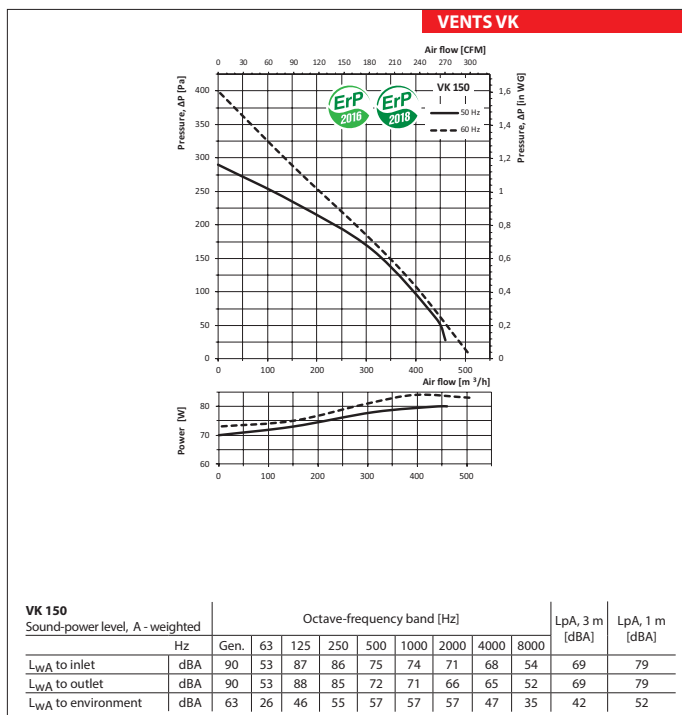 VENTS VK
Air flow [CFM]
0 30 60 90 120 150 180 210 240 270 300
Pressure, ΔP [Pa]
400
350
300
250
200
150
100
50
0
ErP
2016
ErP
2018
VK 150
50 Hz
60 Hz
Pressure, ΔP [in WG]
1,6
1,4
1,2
1
0,8
0,6
0,4
0,2
0
0 100 200 300 400 500
Air flow [m³/h]
Power [W]
80
70
60
0 100 200 300 400 500
VK 150
Sound-power level, A - weighted
Octave-frequency band [Hz]
LpA, 3 m [dBA]
LpA, 1 m [dBA]
Hz Gen. 63 125 250 500 1000 2000 4000 8000
LwA to inlet dBA 90 53 87 86 75 74 71 68 54 69 79
LwA to outlet dBA 90 53 88 85 72 71 66 65 52 69 79
LwA to environment dBA 63 26 46 55 57 57 57 47 35 42 52